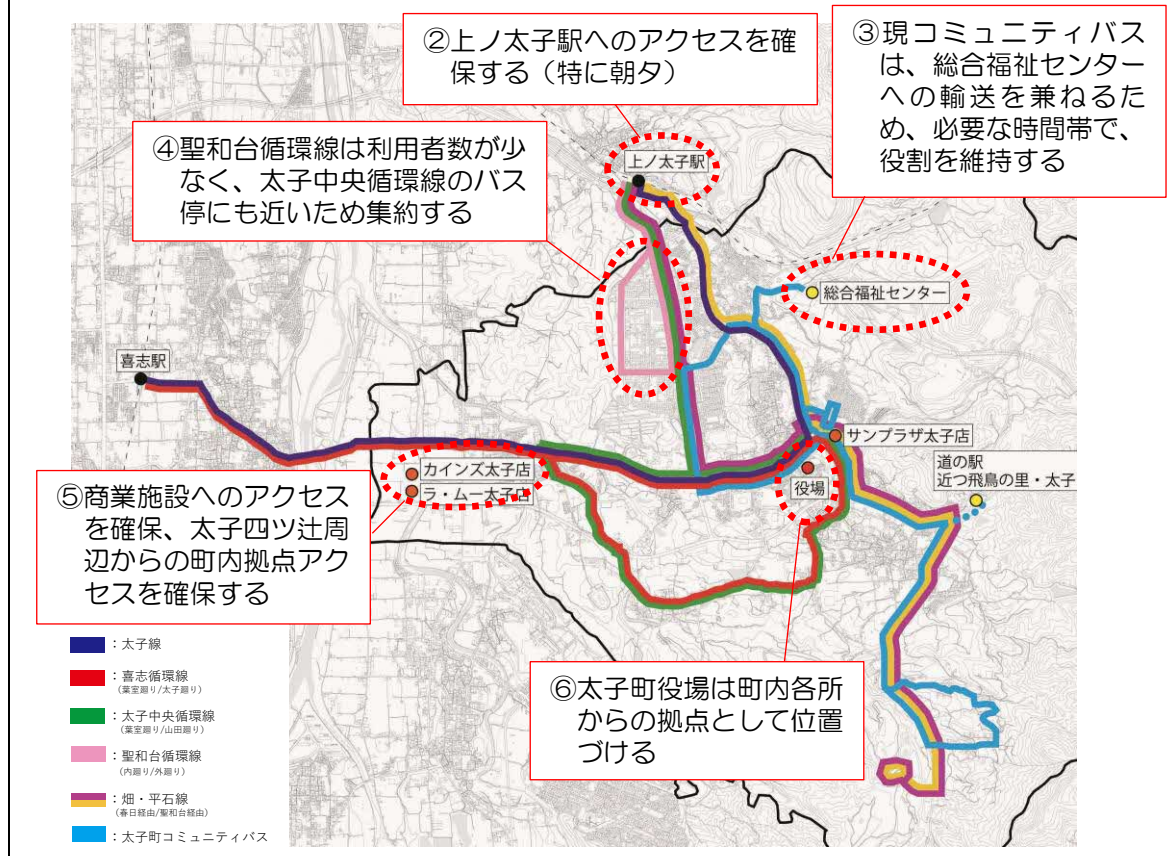 ②上ノ太子駅へのアクセスを確
保する（特に朝夕）
③現コミュニティバス
は、総合福祉センター
への輸送を兼ねるた
め、必要な時間帯で、
役割を維持する
④聖和台循環線は利用者数が少
なく、太子中央循環線のバス
停にも近いため集約する
上ノ太子駅
総合福祉センター
喜志駅
サンプラザ太子店
カインズ太子店
ラ・ムー太子店
役場
道の駅
近つ飛鳥の里・太子
⑤商業施設へのアクセス
を確保、太子四ツ辻周
辺からの町内拠点アク
セスを確保する
⑥太子町役場は町内各所
からの拠点として位置
づける
：太子線
：喜志循環線
（葉室廻り/太子廻り）
：太子中央循環線
（葉室廻り/山田廻り）
：聖和台循環線
（内廻り/外廻り）
：畑・平石線
（春日経由/聖和台経由）
：太子町コミュニティバス